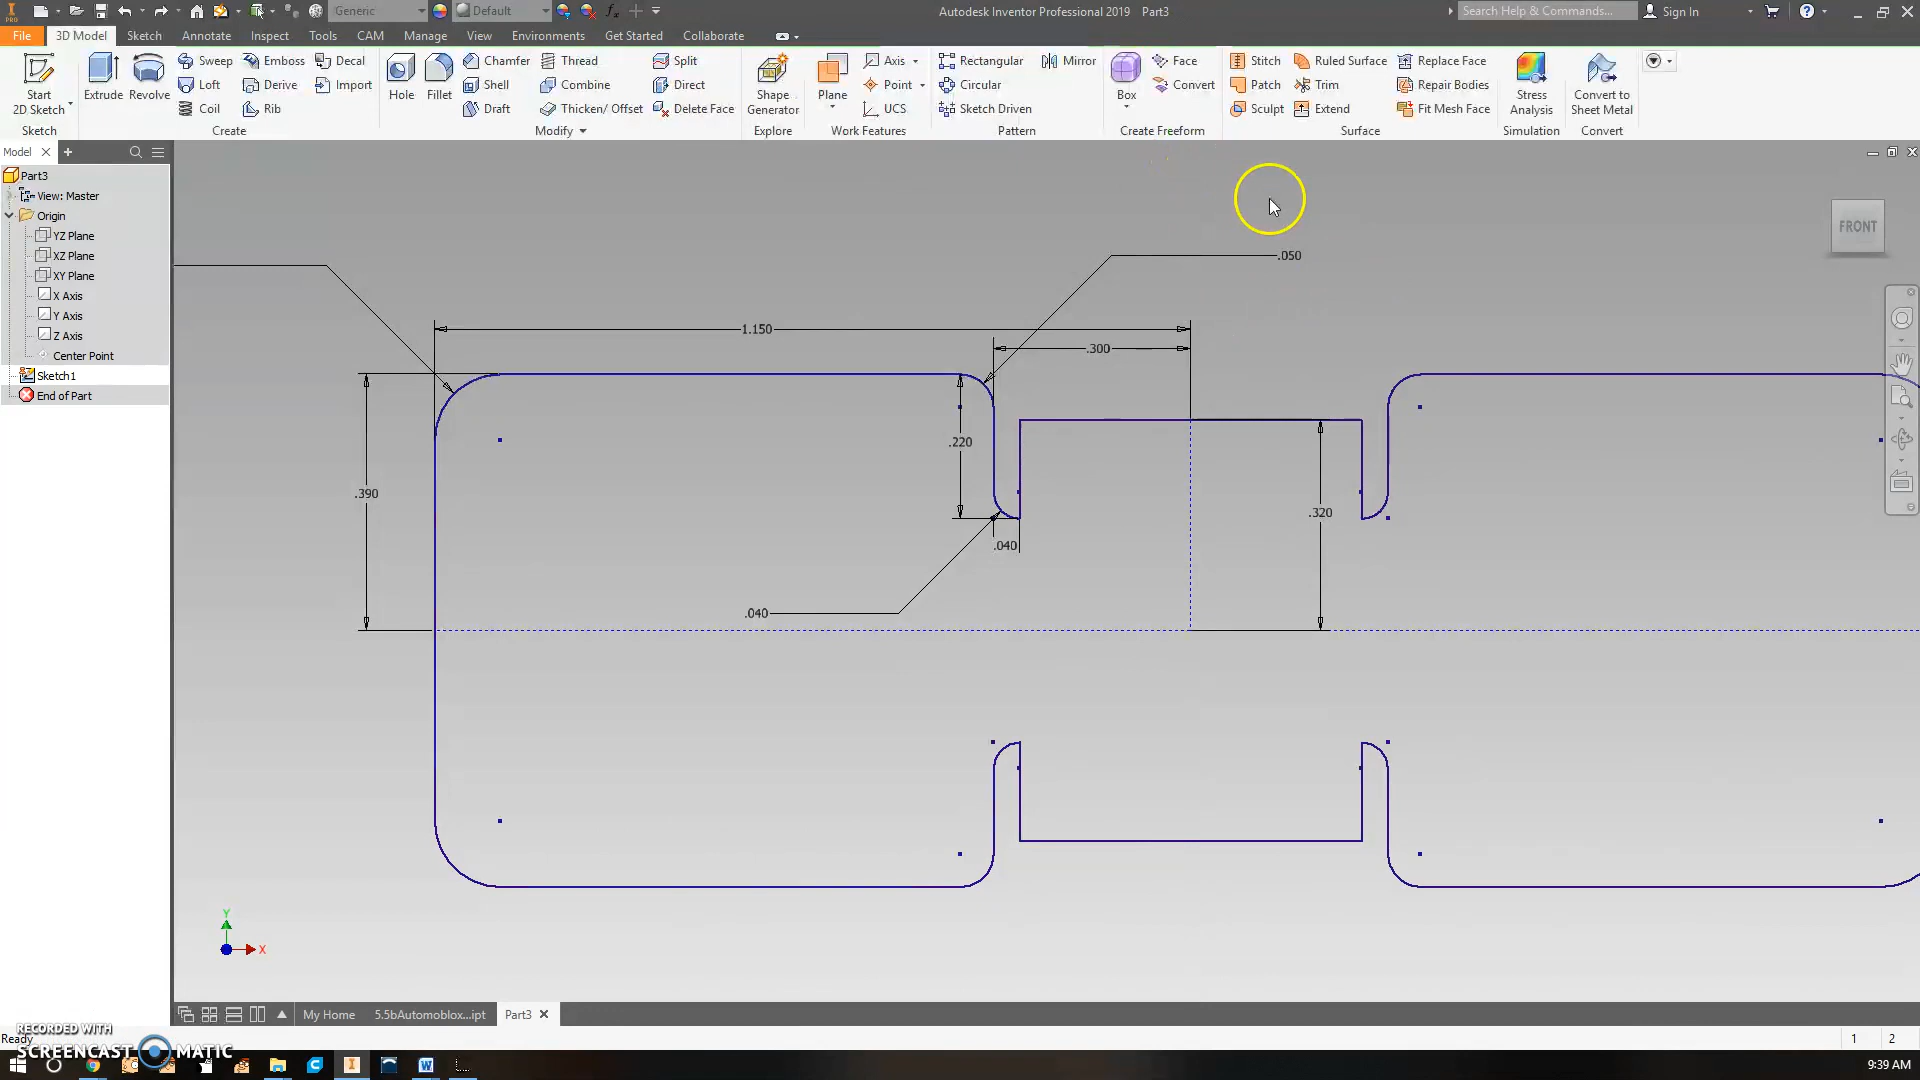 Generic Default Autodesk Inventor Professional 2019 Part3 Search Help & Commands... Sign In
PRO
File 3D Model Sketch Annotate Inspect Tools CAM Manage View Environments Get Started Collaborate
Start
2D Sketch
Sketch
Extrude Revolve
Sweep Emboss Decal
Loft Derive Import
Coil Rib
Create
Hole Fillet
Chamfer Thread Split
Shell Combine Direct
Draft Thicken/ Offset Delete Face
Modify
Shape
Generator
Explore
Plane
Axis
Point
UCS
Work Features
Rectangular Mirror
Circular
Sketch Driven
Pattern
Box
Face
Convert
Create Freeform
Stitch Ruled Surface Replace Face
Patch Trim Repair Bodies
Sculpt Extend Fit Mesh Face
Surface
Stress
Analysis
Simulation
Convert to
Sheet Metal
Convert
Model
Part3
View: Master
Origin
YZ Plane
XZ Plane
XY Plane
X Axis
Y Axis
Z Axis
Center Point
Sketch1
End of Part
FRONT
.050
1.150
.300
.220
.390
.320
.040
.040
Y
X
My Home 5.5bAutomoblox...ipt Part3
Ready
1 2
RECORDED WITH
SCREENCAST MATIC
9:39 AM